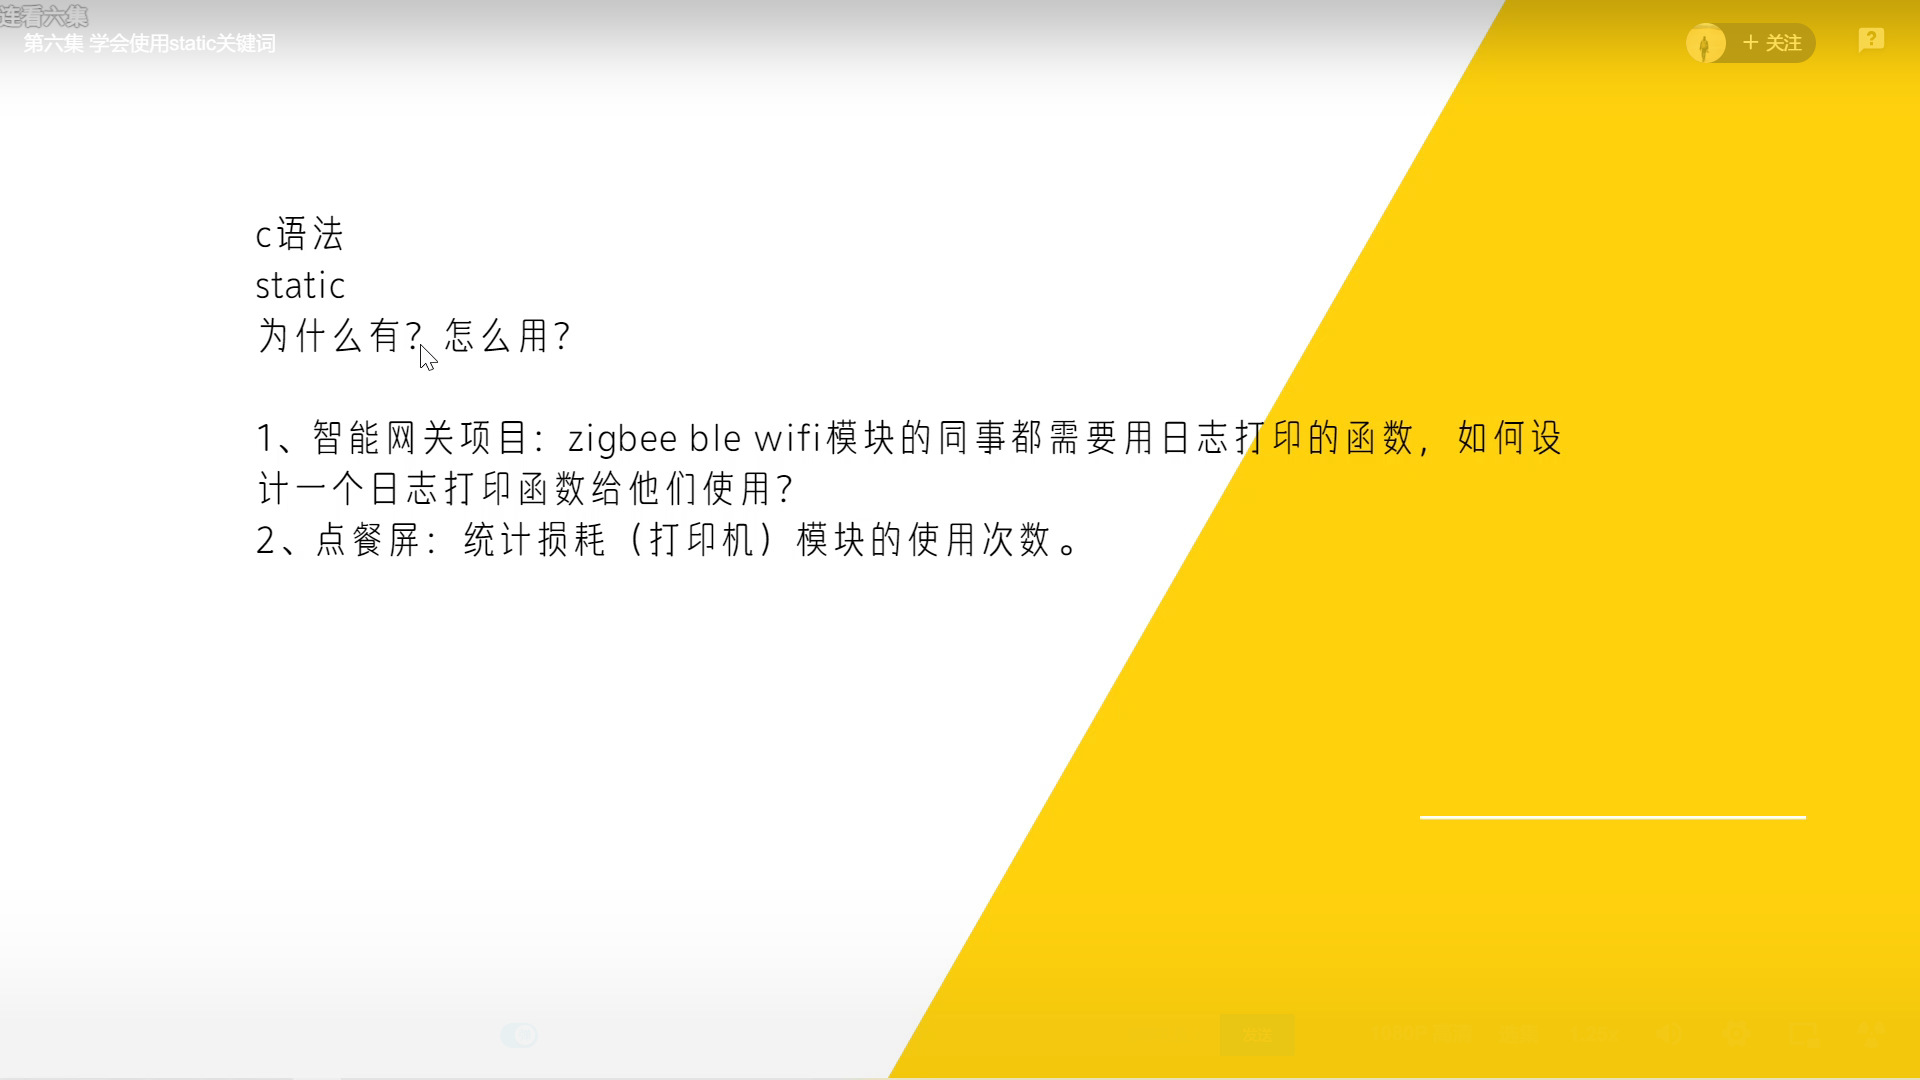 连看六集
第六集 学会使用static关键词
+ 关注
c语法
static
为什么有？怎么用？
1、智能网关项目：zigbee ble wifi模块的同事都需要用日志打印的函数，如何设
计一个日志打印函数给他们使用？
2、点餐屏：统计损耗（打印机）模块的使用次数。
发送